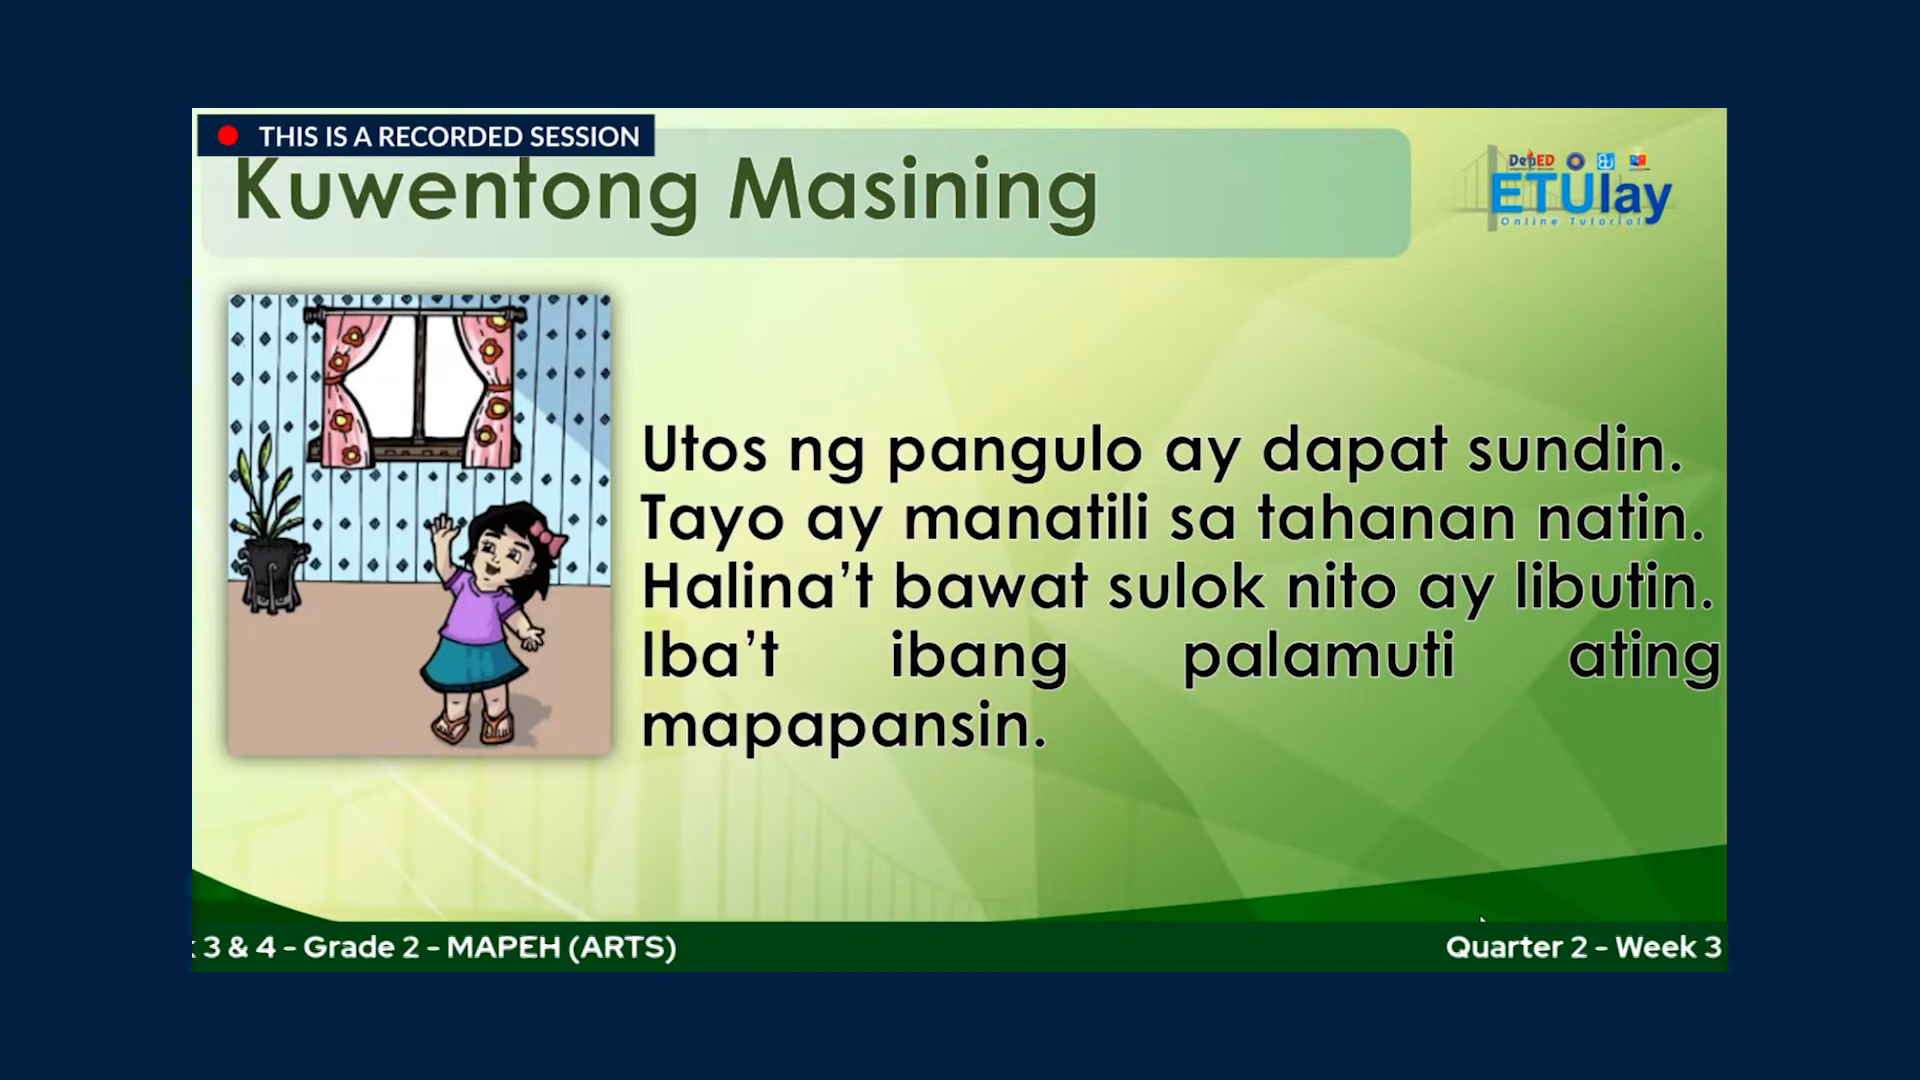 THIS IS A RECORDED SESSION
Kuwentong Masining
DepED
ETUlay
Online Tutorial
Utos ng pangulo ay dapat sundin.
Tayo ay manatili sa tahanan natin.
Halina't bawat sulok nito ay libutin.
Iba't ibang palamuti ating
mapapansin.
3 & 4 - Grade 2 - MAPEH (ARTS)
Quarter 2 - Week 3